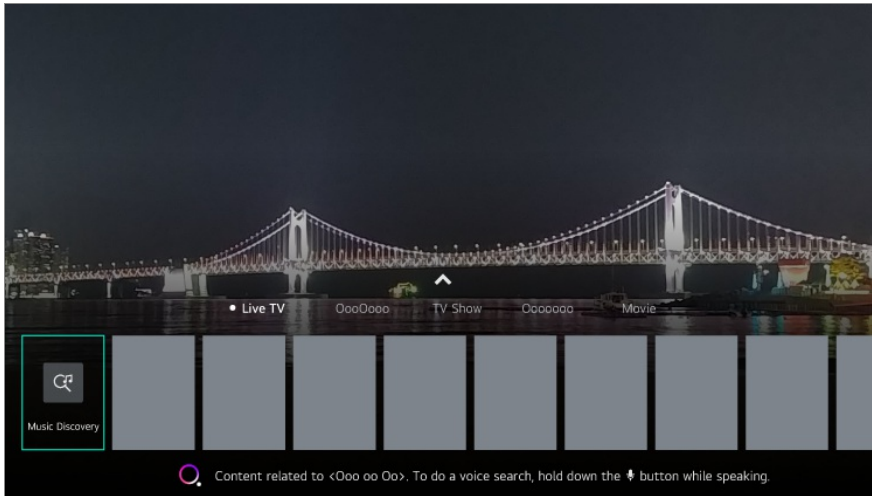 Live TV OooOooo TV Show Ooooooo Movie
Music Discovery
Content related to <Ooo oo Oo>. To do a voice search, hold down the button while speaking.